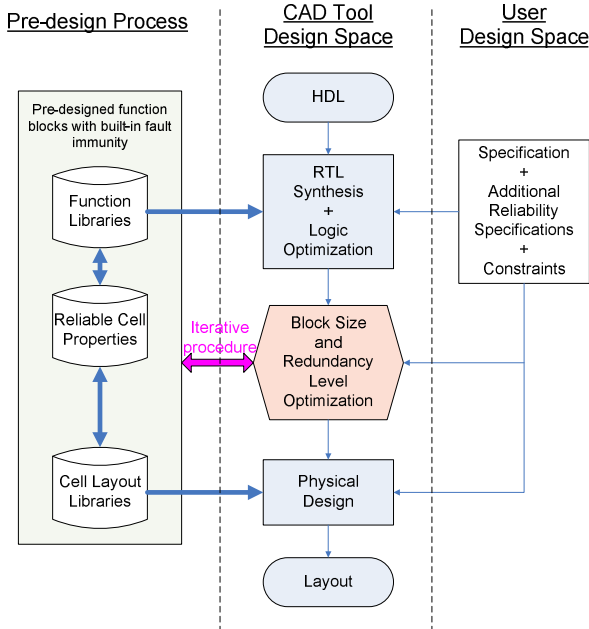 Pre-design Process
CAD Tool
Design Space
User
Design Space
Pre-designed function
blocks with built-in fault
immunity
Function
Libraries
Reliable Cell
Properties
Cell Layout
Libraries
Iterative
procedure
HDL
RTL
Synthesis
+
Logic
Optimization
Block Size
and
Redundancy
Level
Optimization
Physical
Design
Layout
Specification
+
Additional
Reliability
Specifications
+
Constraints